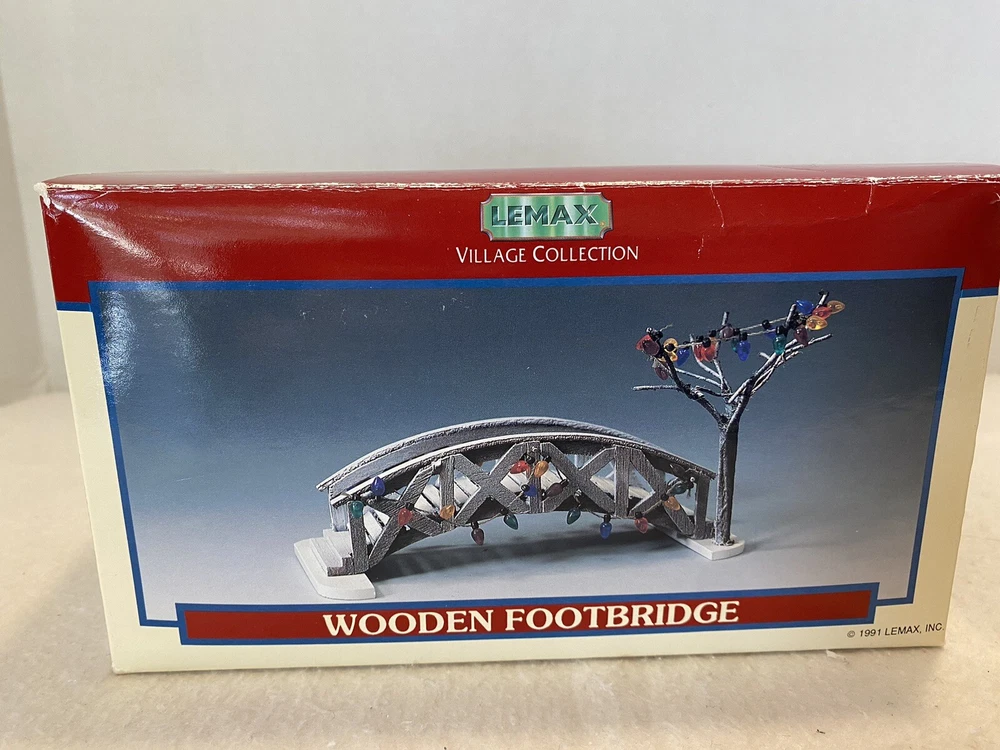 LEMAX
VILLAGE COLLECTION
WOODEN FOOTBRIDGE
© 1991 LEMAX, INC.